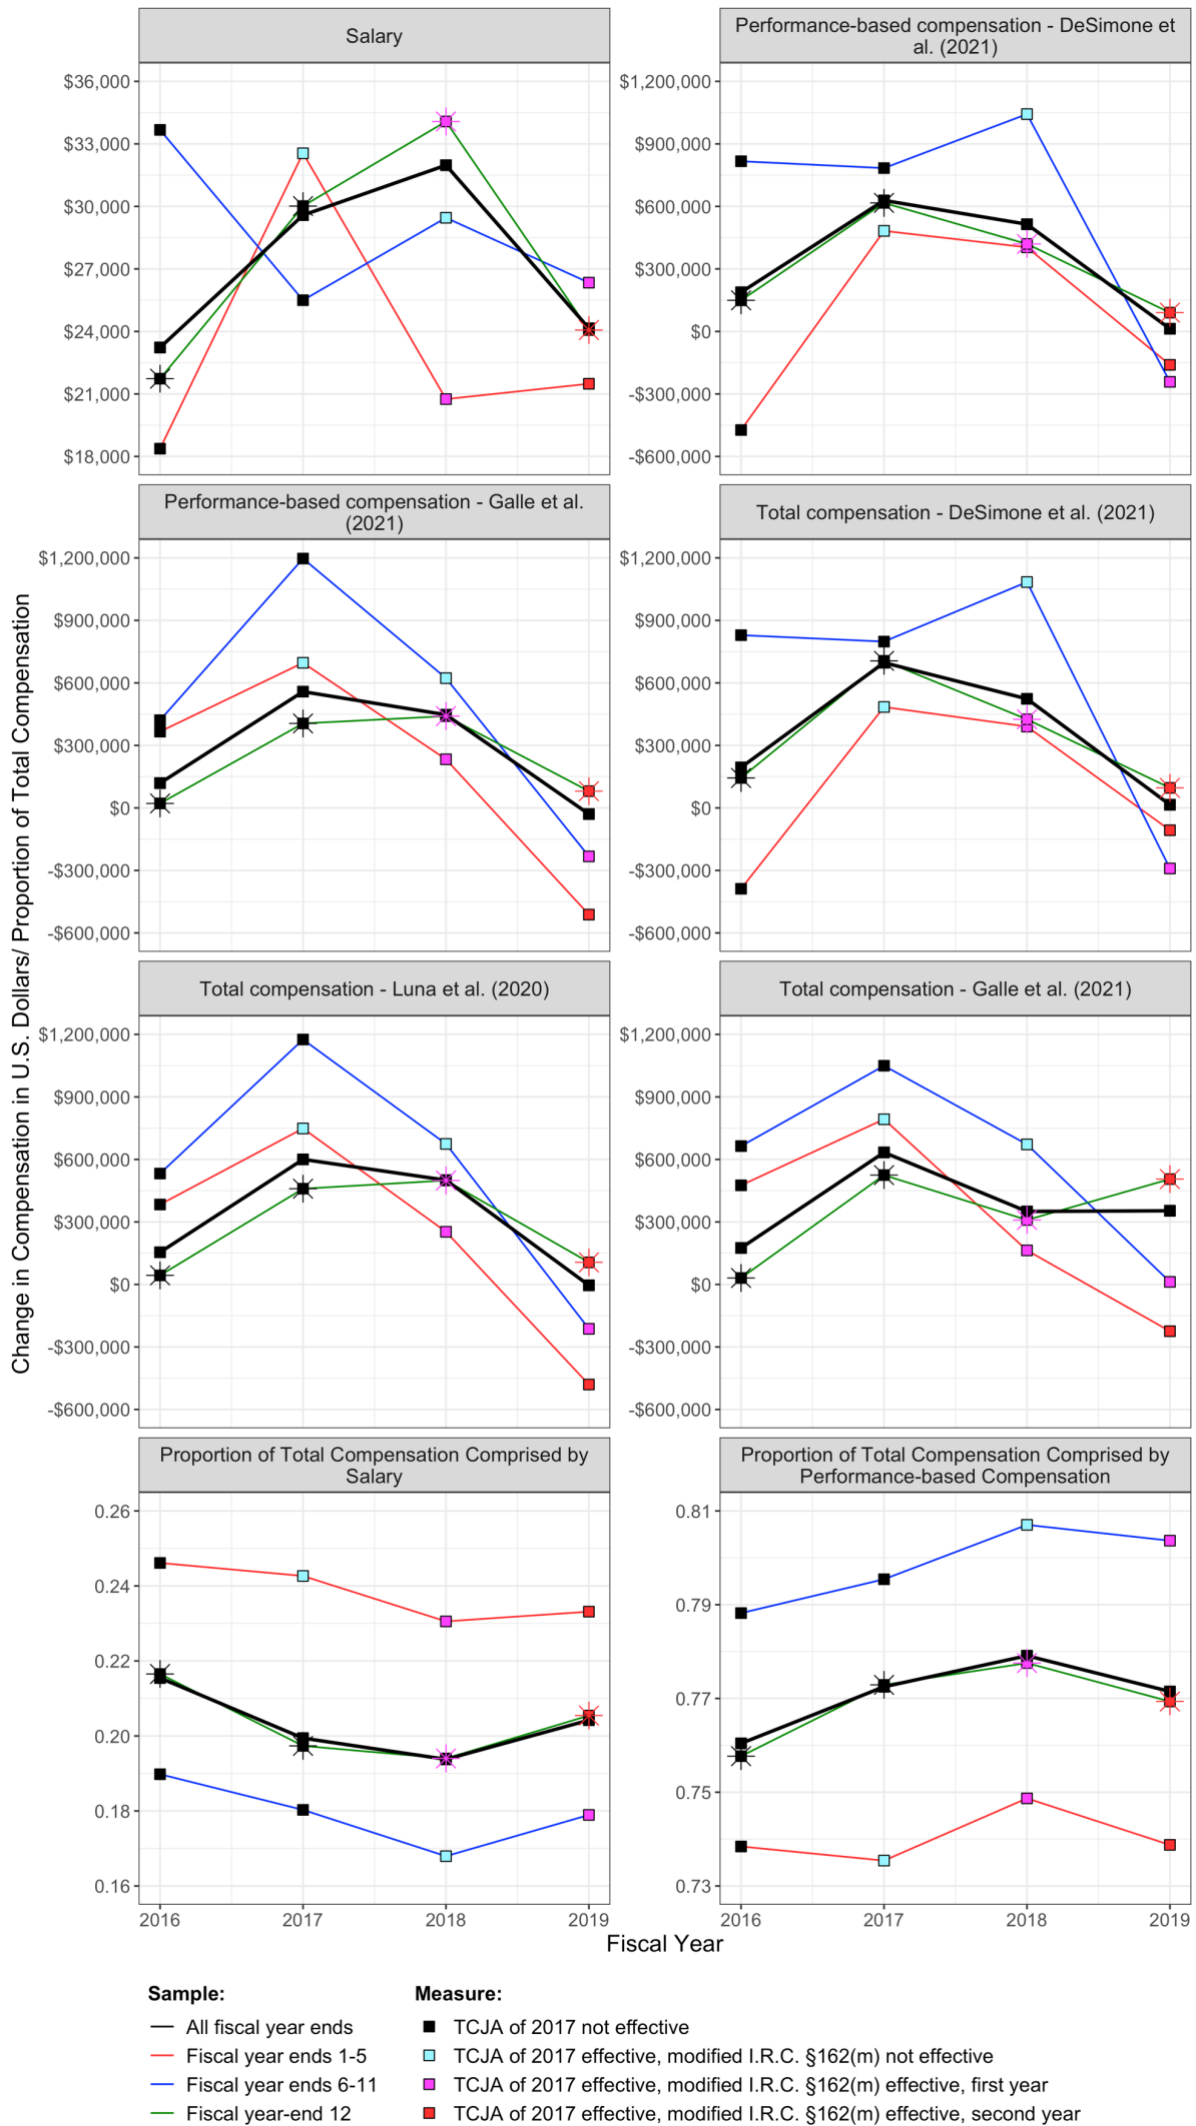 Salary
Performance-based compensation - DeSimone et
al. (2021)
$36,000
$33,000
$30,000
$27,000
$24,000
$21,000
$18,000
$1,200,000
$900,000
$600,000
$300,000
$0
-$300,000
-$600,000
Performance-based compensation - Galle et al.
(2021)
Total compensation - DeSimone et al. (2021)
$1,200,000
$900,000
$600,000
$300,000
$0
-$300,000
-$600,000
$1,200,000
$900,000
$600,000
$300,000
$0
-$300,000
-$600,000
Change in Compensation in U.S. Dollars/ Proportion of Total Compensation
Total compensation - Luna et al. (2020)
Total compensation - Galle et al. (2021)
$1,200,000
$900,000
$600,000
$300,000
$0
-$300,000
-$600,000
$1,200,000
$900,000
$600,000
$300,000
$0
-$300,000
-$600,000
Proportion of Total Compensation Comprised by
Salary
Proportion of Total Compensation Comprised by
Performance-based Compensation
0.26
0.24
0.22
0.20
0.18
0.16
0.81
0.79
0.77
0.75
0.73
2016 2017 2018 2019
2016 2017 2018 2019
Fiscal Year
Sample:
All fiscal year ends
Fiscal year ends 1-5
Fiscal year ends 6-11
Fiscal year-end 12
Measure:
TCJA of 2017 not effective
TCJA of 2017 effective, modified I.R.C. §162(m) not effective
TCJA of 2017 effective, modified I.R.C. §162(m) effective, first year
TCJA of 2017 effective, modified I.R.C. §162(m) effective, second year